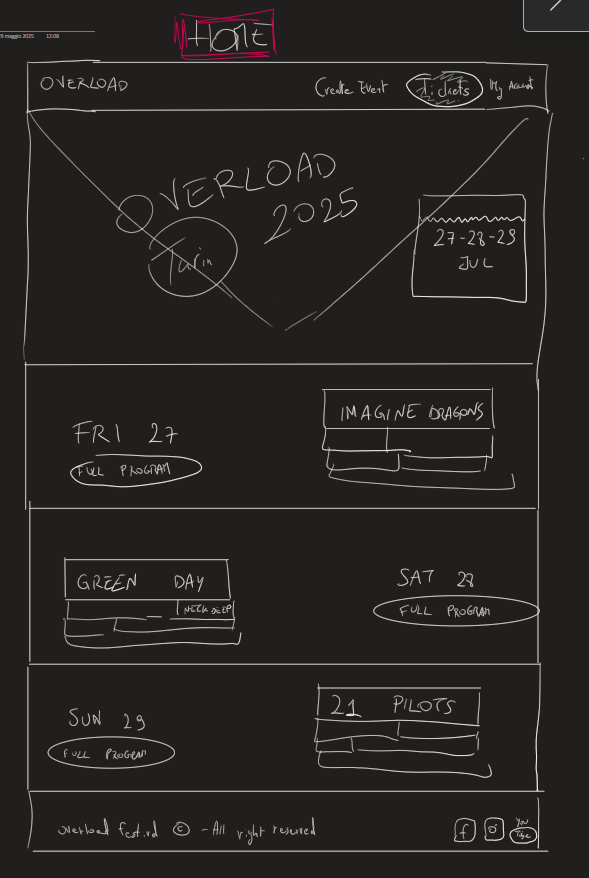 9 maggio 2025 12:08
HOME
OVERLOAD Create Event Tickets My Account
OVERLOAD
2025
Turin
27-28-29
JUL
FRI 27
FULL PROGRAM
IMAGINE DRAGONS
GREEN DAY
NECK DEEP
SAT 28
FULL PROGRAM
SUN 29
FULL PROGRAM
21 PILOTS
overload festival © - All right reserved
f
You
Tube